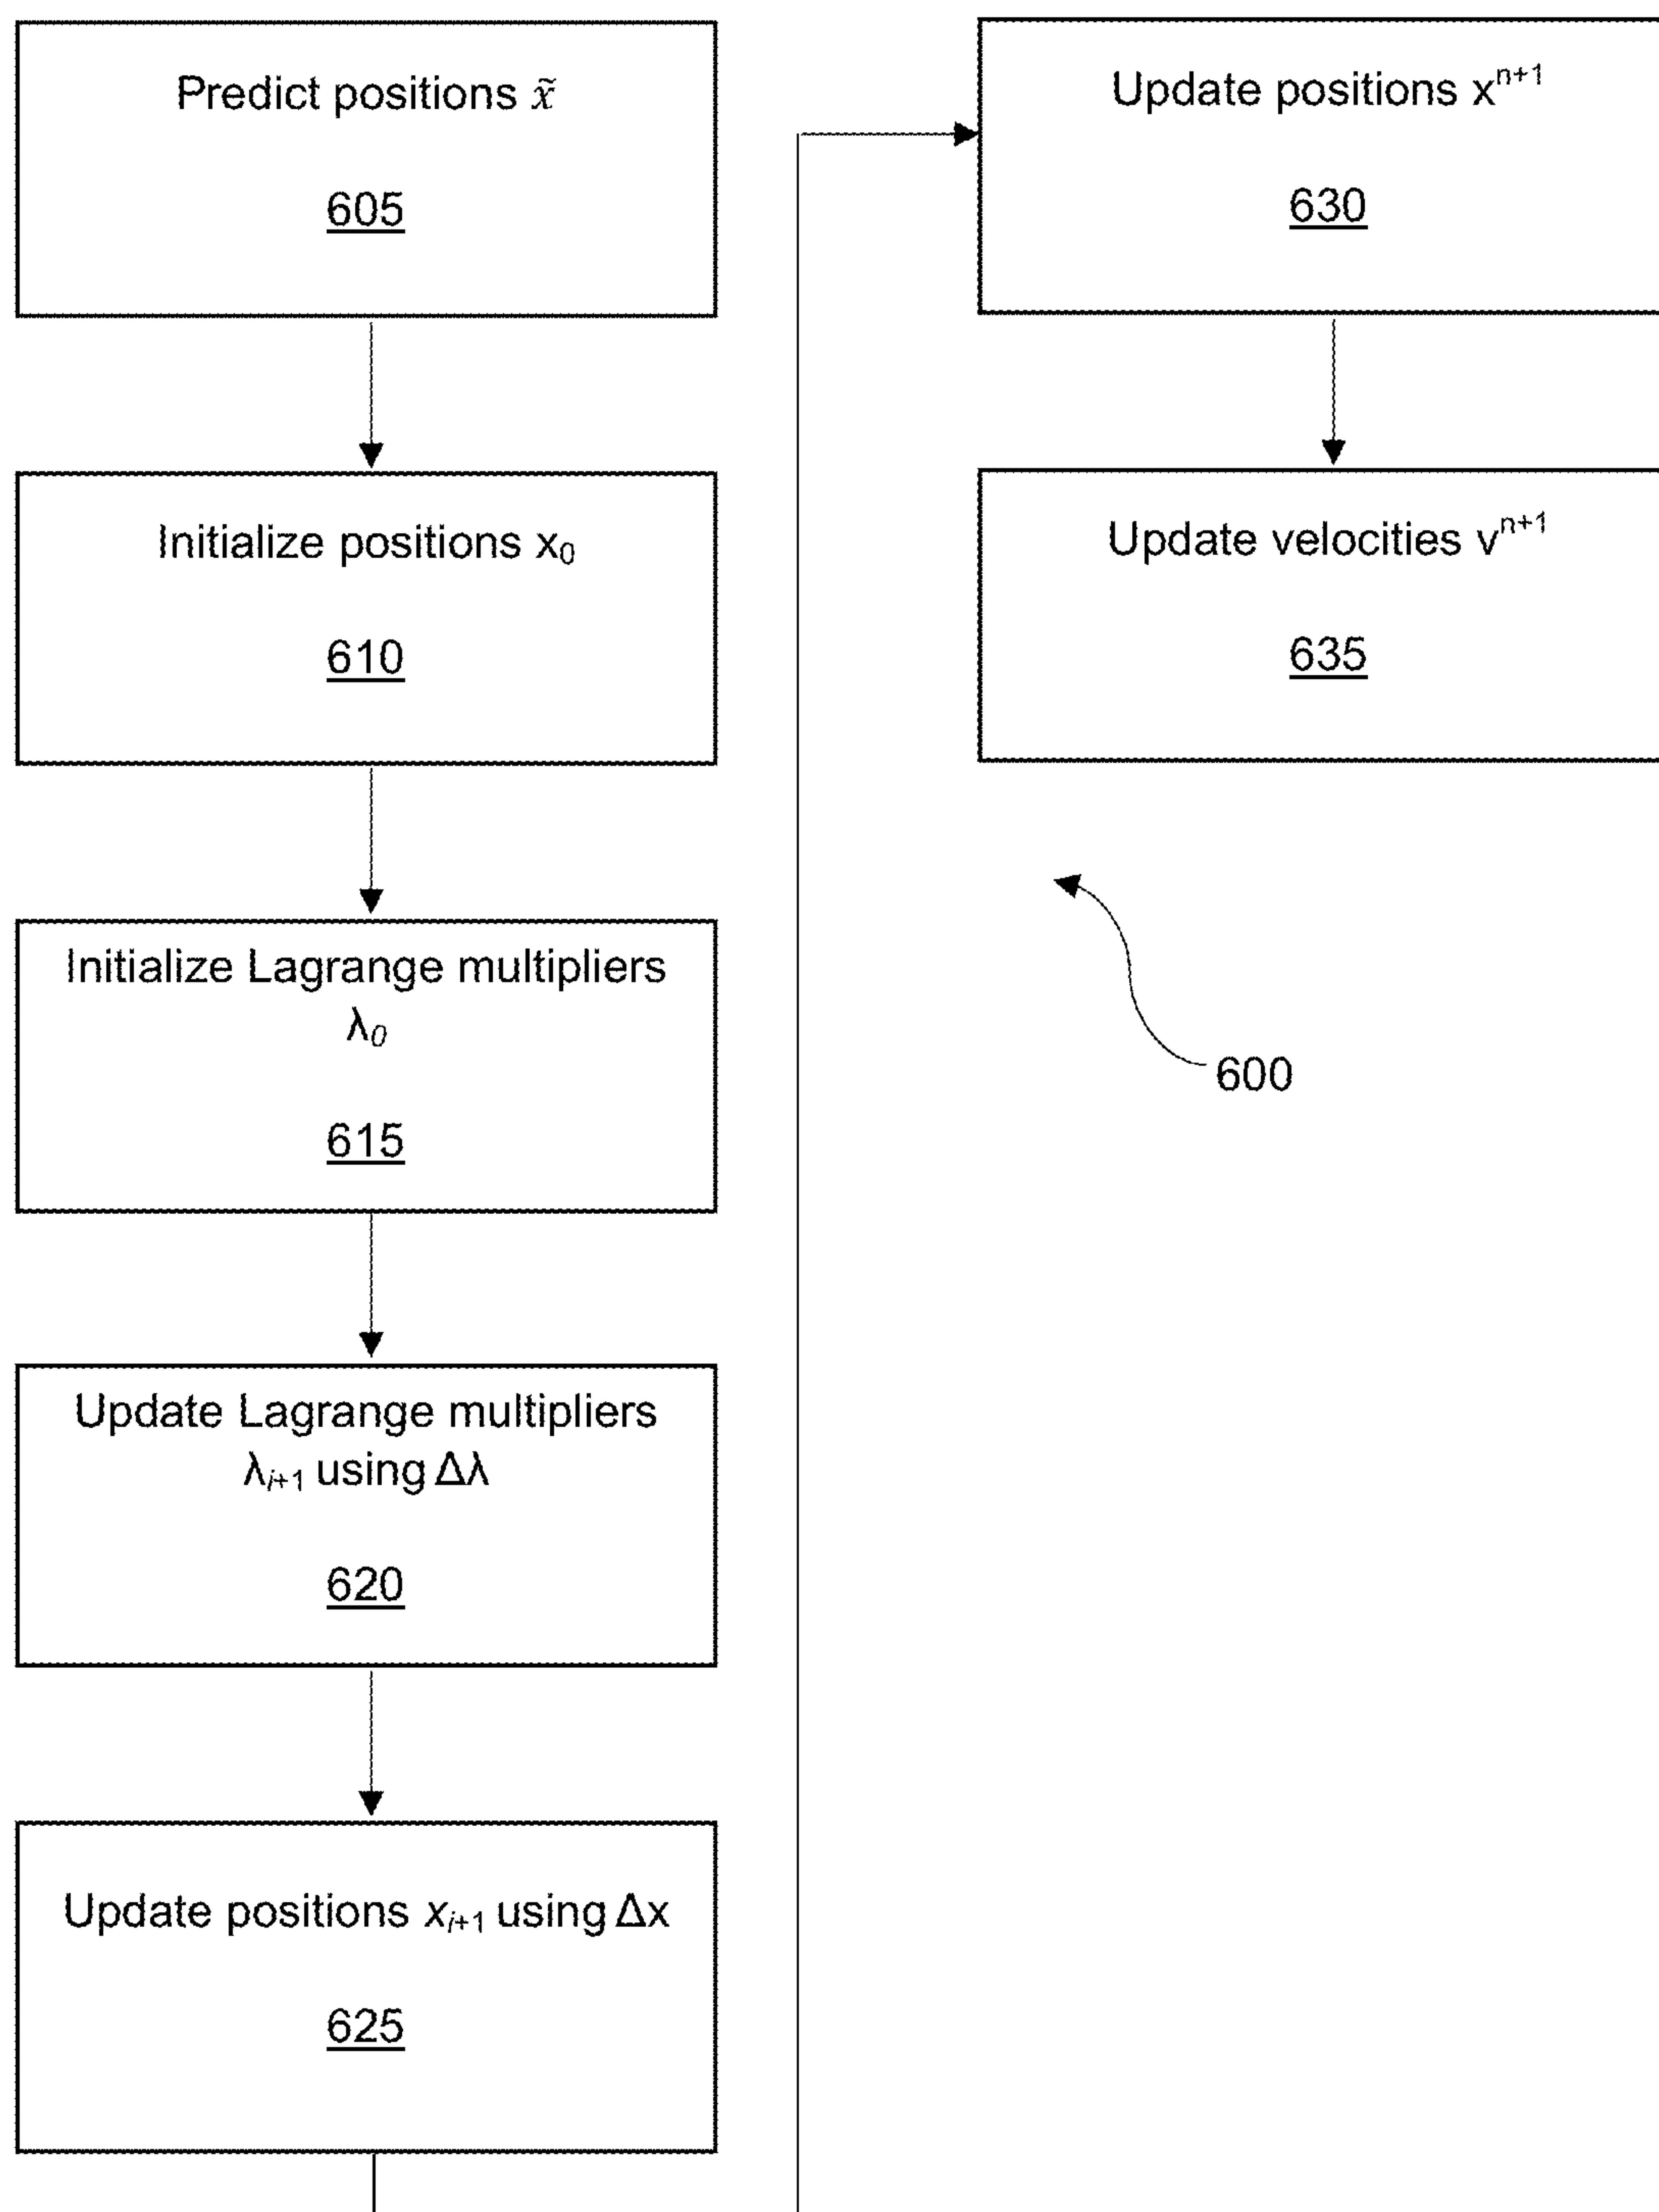 Predict positions x̃
605
Initialize positions x₀
610
Initialize Lagrange multipliers
λ₀
615
Update Lagrange multipliers
λᵢ₊₁ using Δλ
620
Update positions xᵢ₊₁ using Δx
625
Update positions xⁿ⁺¹
630
Update velocities vⁿ⁺¹
635
600